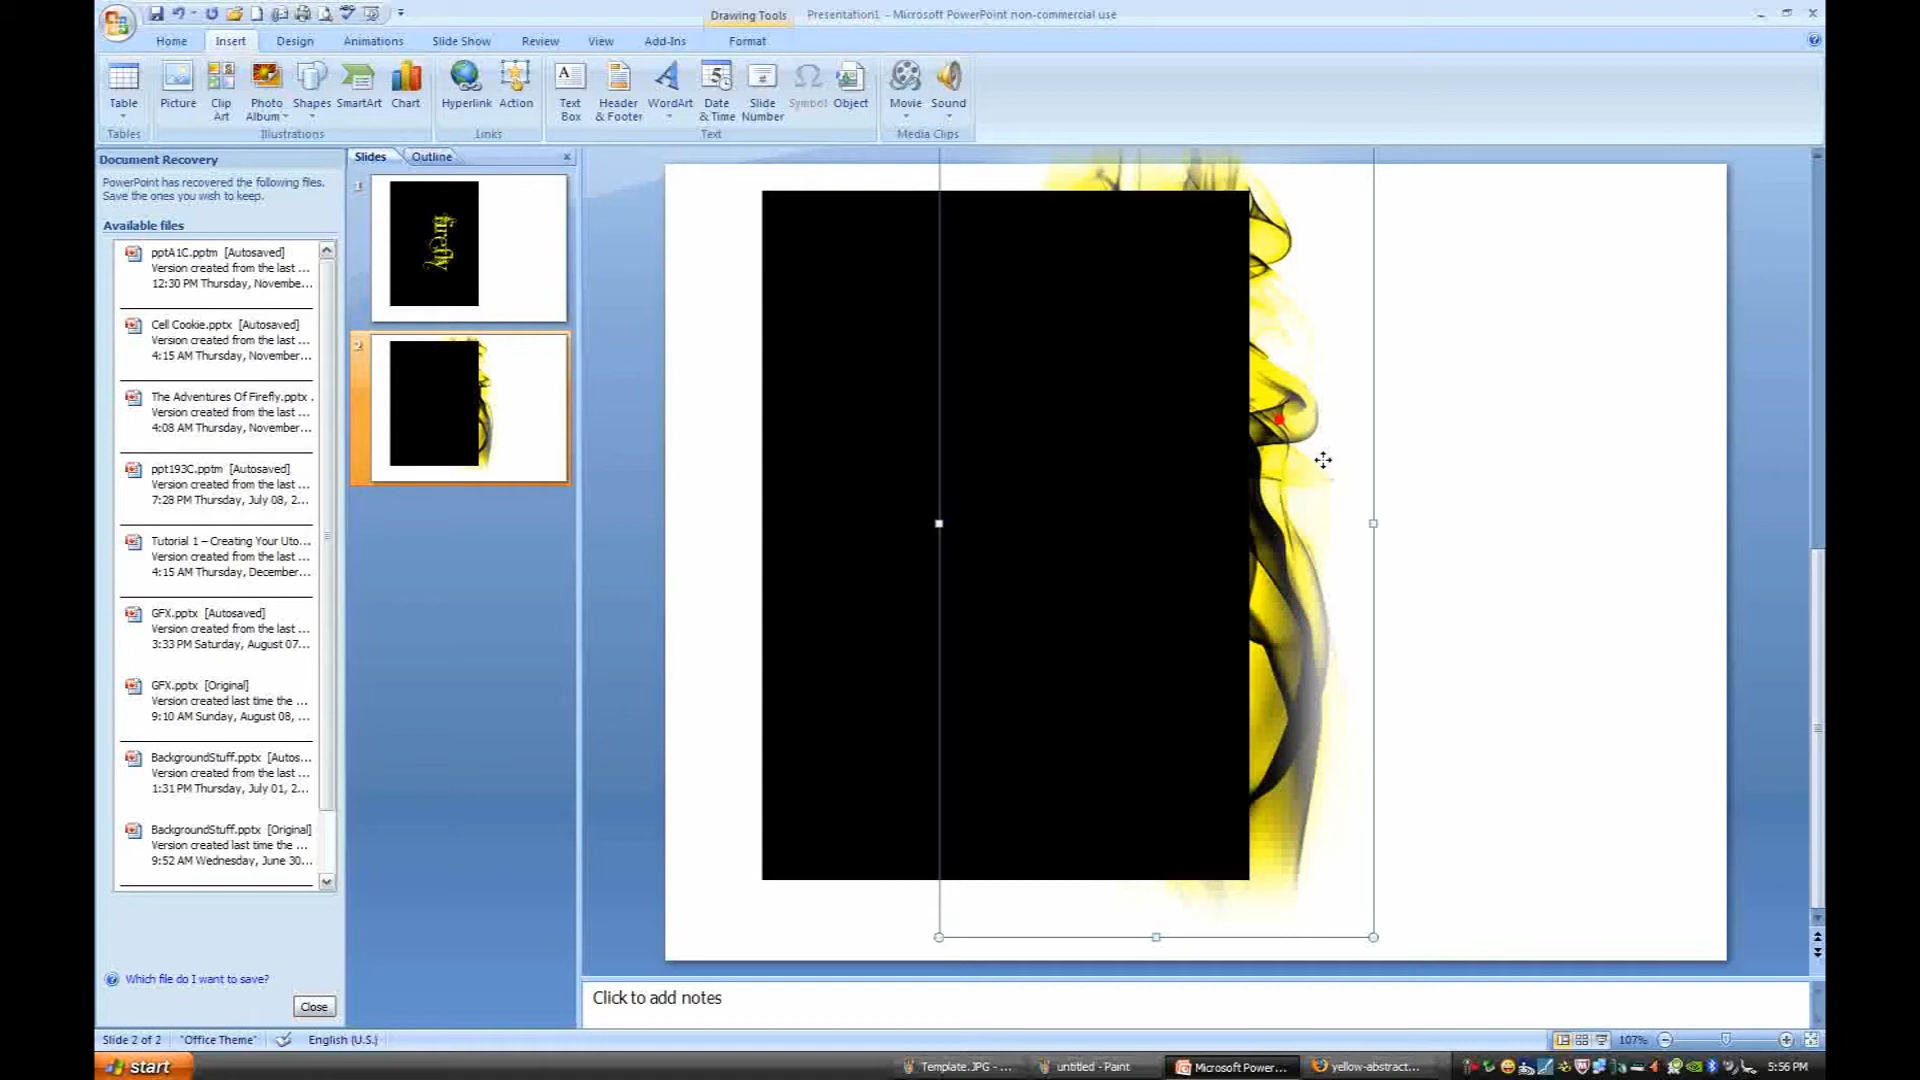 Drawing Tools
Presentation1 - Microsoft PowerPoint non-commercial use
Home Insert Design Animations Slide Show Review View Add-Ins Format
Table
Picture
Clip Art
Photo Album
Shapes
SmartArt
Chart
Hyperlink
Action
Text Box
Header & Footer
WordArt
Date & Time
Slide Number
Symbol
Object
Movie
Sound
Tables Illustrations Links Text Media Clips
Document Recovery
PowerPoint has recovered the following files.
Save the ones you wish to keep.
Available files
pptA1C.pptm [Autosaved]
Version created from the last ...
12:30 PM Thursday, Novembe...
Cell Cookie.pptx [Autosaved]
Version created from the last ...
4:15 AM Thursday, November...
The Adventures Of Firefly.pptx .
Version created from the last ...
4:08 AM Thursday, November...
ppt193C.pptm [Autosaved]
Version created from the last ...
7:28 PM Thursday, July 08, 2...
Tutorial 1 – Creating Your Uto...
Version created from the last ...
4:15 AM Thursday, December...
GFX.pptx [Autosaved]
Version created from the last ...
3:33 PM Saturday, August 07...
GFX.pptx [Original]
Version created last time the ...
9:10 AM Sunday, August 08, ...
BackgroundStuff.pptx [Autos...
Version created from the last ...
1:31 PM Thursday, July 01, 2...
BackgroundStuff.pptx [Original]
Version created last time the ...
9:52 AM Wednesday, June 30...
Which file do I want to save?
Close
Slides Outline
1
firefly
2
Click to add notes
Slide 2 of 2 "Office Theme" English (U.S.)
107%
start
Template.JPG - ...
untitled - Paint
Microsoft Power...
yellow-abstract...
5:56 PM